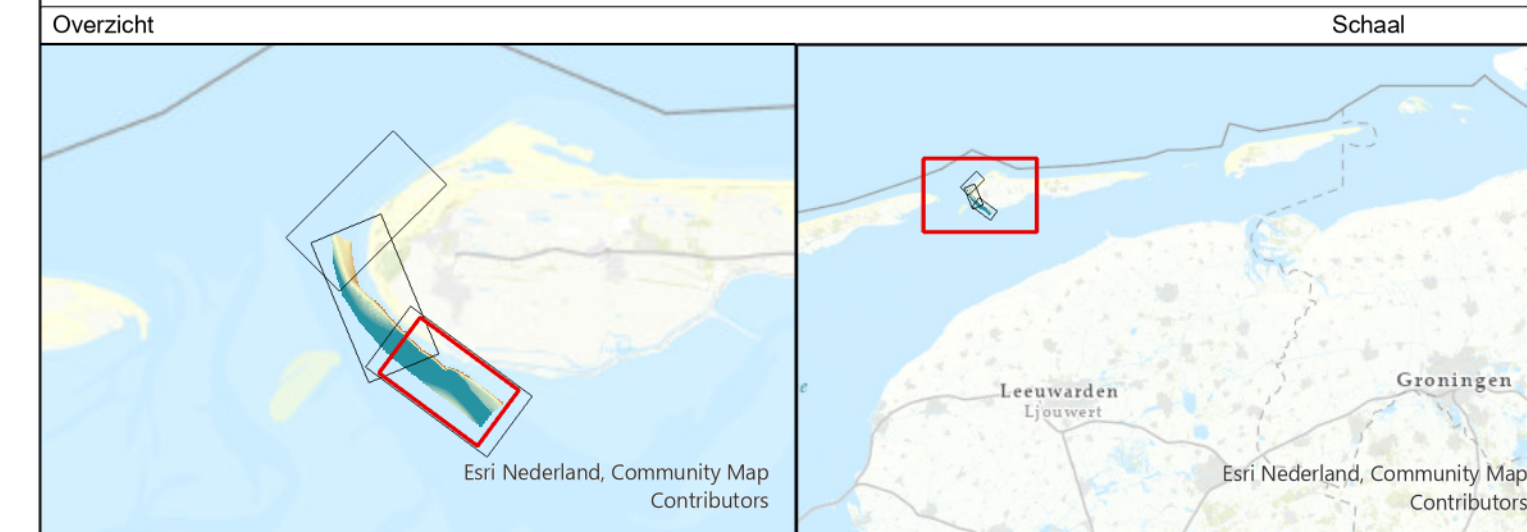 Overzicht
Schaal
Esri Nederland, Community Map
Contributors
e
Leeuwarden
Ljouwert
Groningen
Esri Nederland, Community Map
Contributors